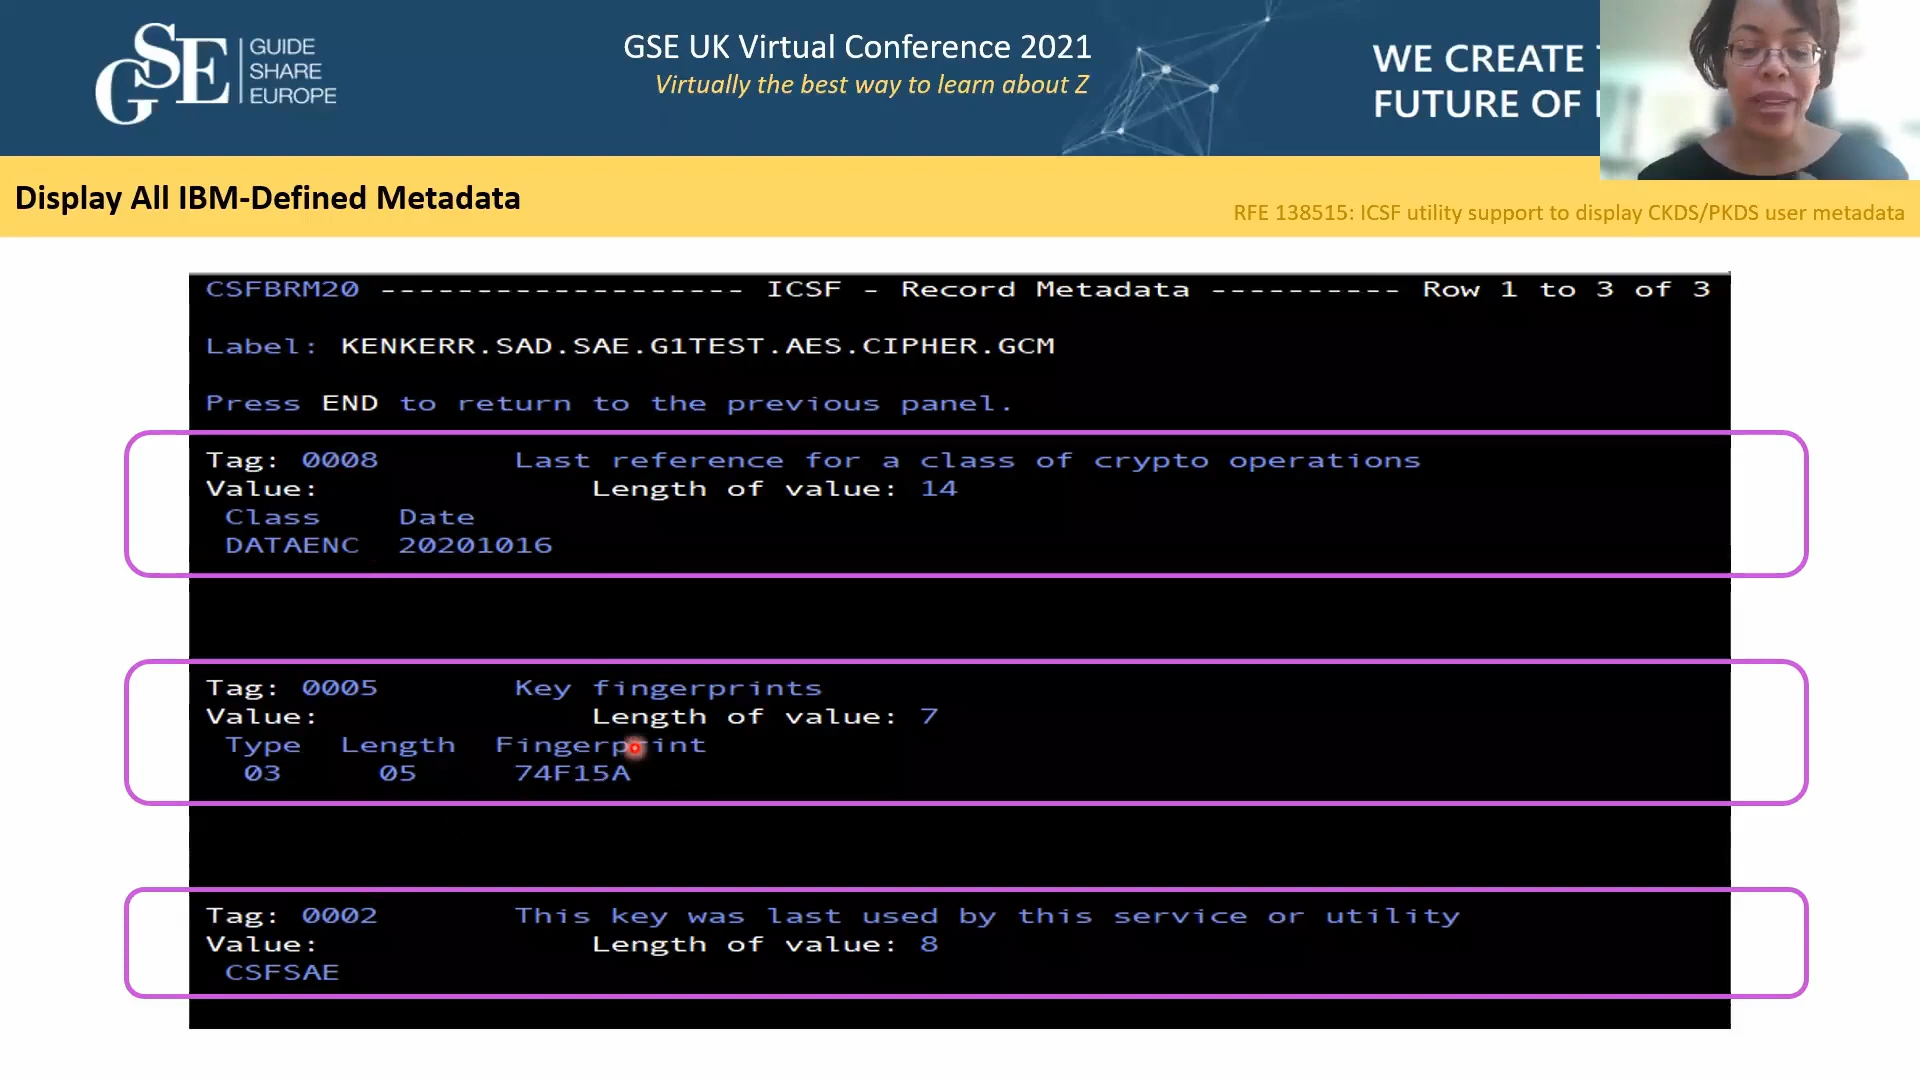 GSE
GUIDE
SHARE
EUROPE
GSE UK Virtual Conference 2021
Virtually the best way to learn about Z
WE CREATE
FUTURE OF
Display All IBM-Defined Metadata
RFE 138515: ICSF utility support to display CKDS/PKDS user metadata
CSFBRM20 ------------------- ICSF - Record Metadata ---------- Row 1 to 3 of 3
Label: KENKERR.SAD.SAE.G1TEST.AES.CIPHER.GCM
Press END to return to the previous panel.
Tag: 0008 Last reference for a class of crypto operations
Value: Length of value: 14
Class Date
DATAENC 20201016
Tag: 0005 Key fingerprints
Value: Length of value: 7
Type Length Fingerprint
03 05 74F15A
Tag: 0002 This key was last used by this service or utility
Value: Length of value: 8
CSFSAE